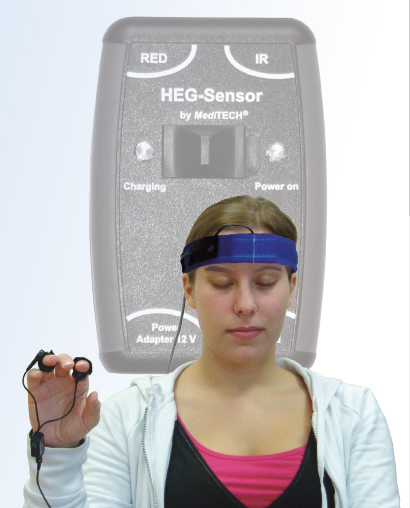 RED IR
HEG-Sensor
by MediTECH®
Charging Power on
Power
Adapter 12 V